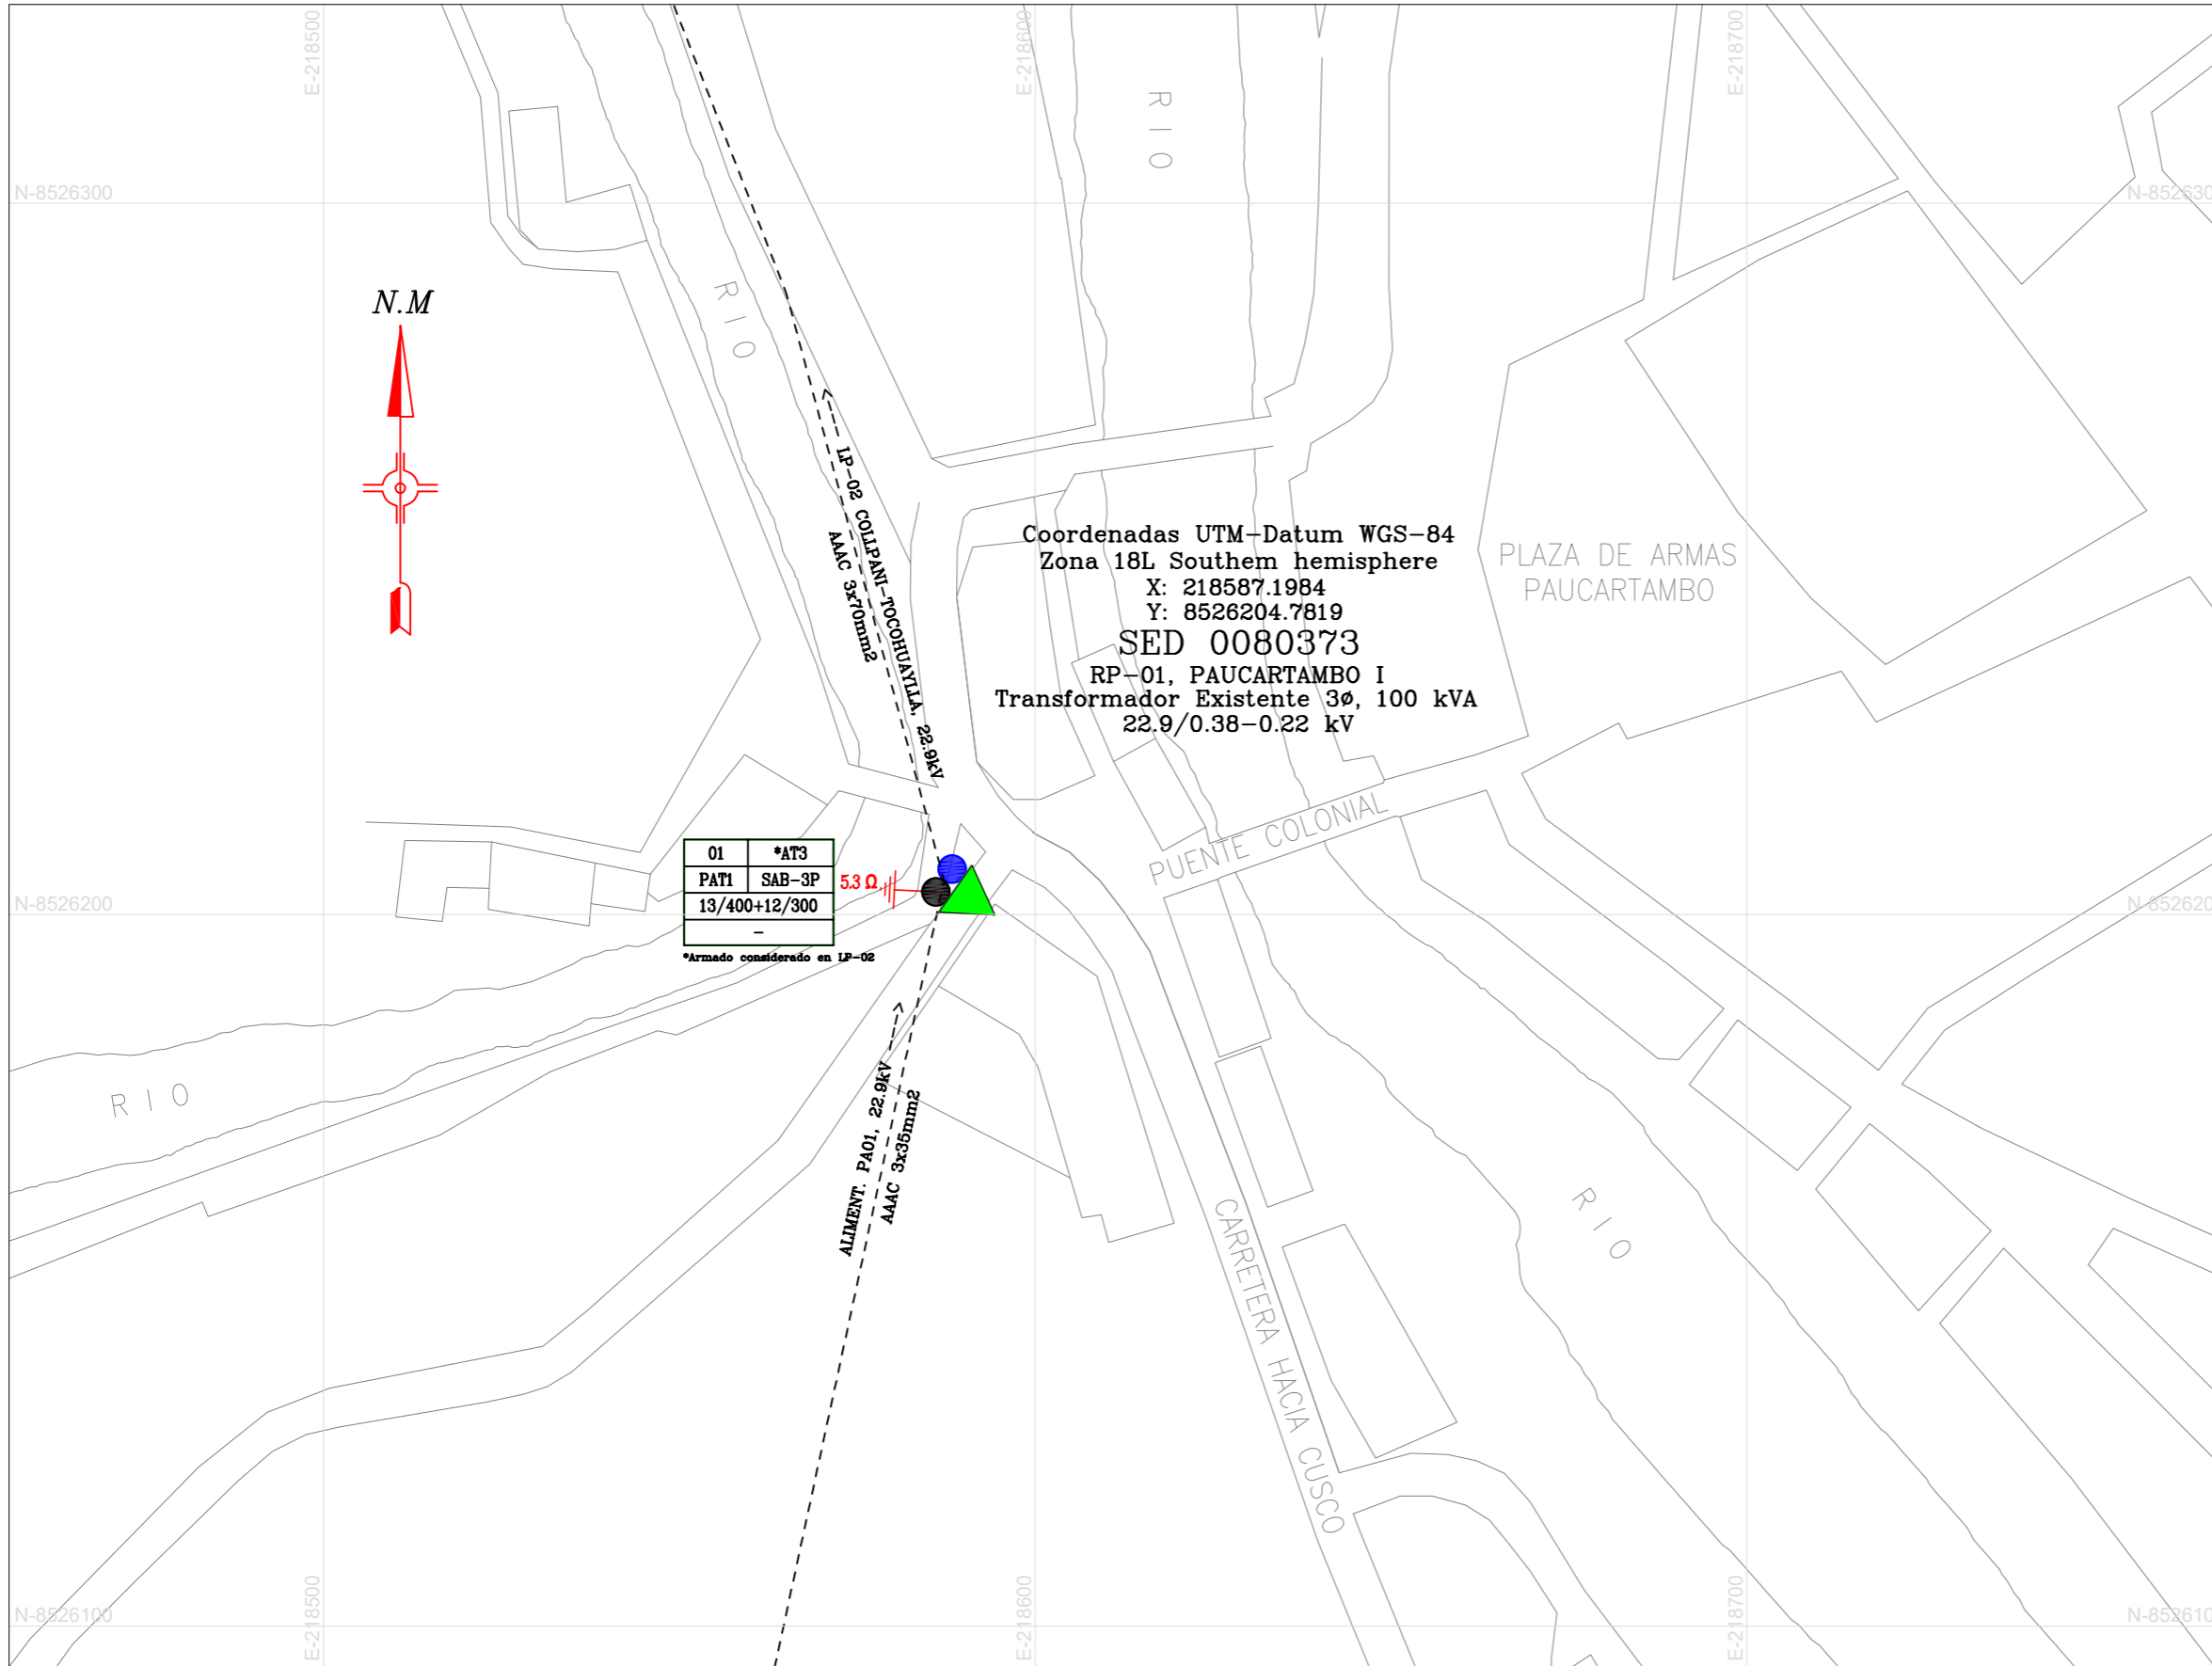 E-218500
E-218600
E-218700
RIO
N-8526300
N-852630
RIO
N.M
LP-02 COLLPANI-TOCOHUAYLLA, 22.9kV
AAAC 3x70mm2
Coordenadas UTM-Datum WGS-84
Zona 18L Southem hemisphere
X: 218587.1984
Y: 8526204.7819
SED 0080373
RP-01, PAUCARTAMBO I
Transformador Existente 3ø, 100 kVA
22.9/0.38-0.22 kV
PLAZA DE ARMAS
PAUCARTAMBO
PUENTE COLONIAL
01 *AT3
PAT1 SAB-3P
13/400+12/300
-
5.3 Ω
*Armado considerado en LP-02
N-8526200
N-852620
RIO
ALIMENT. PA01, 22.9kV
AAAC 3x35mm2
RIO
CARRETERA HACIA CUSCO
N-8526100
N-852610
E-218500
E-218600
E-218700